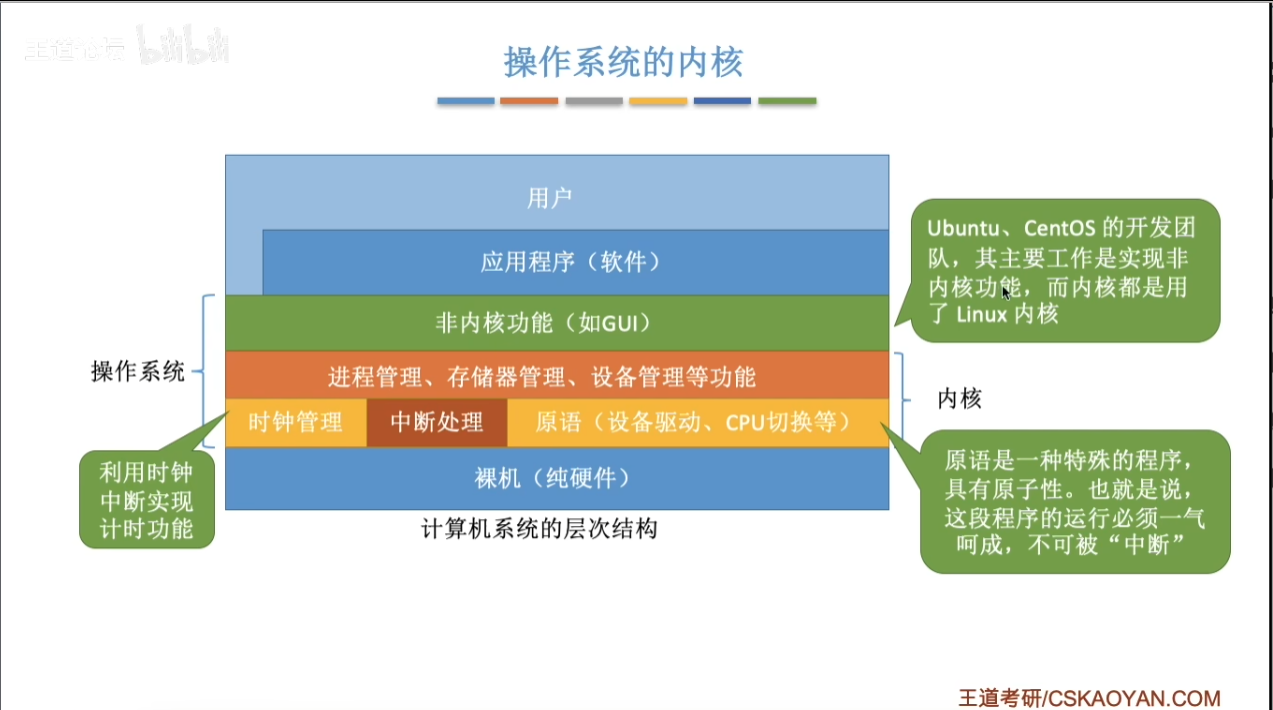 王道论坛 bilibili
操作系统的内核
用户
应用程序（软件）
非内核功能（如GUI）
进程管理、存储器管理、设备管理等功能
时钟管理
中断处理
原语（设备驱动、CPU切换等）
裸机（纯硬件）
计算机系统的层次结构
操作系统
内核
利用时钟
中断实现
计时功能
Ubuntu、CentOS 的开发团
队，其主要工作是实现非
内核功能，而内核都是用
了 Linux 内核
原语是一种特殊的程序，
具有原子性。也就是说，
这段程序的运行必须一气
呵成，不可被“中断”
王道考研/CSKAOYAN.COM